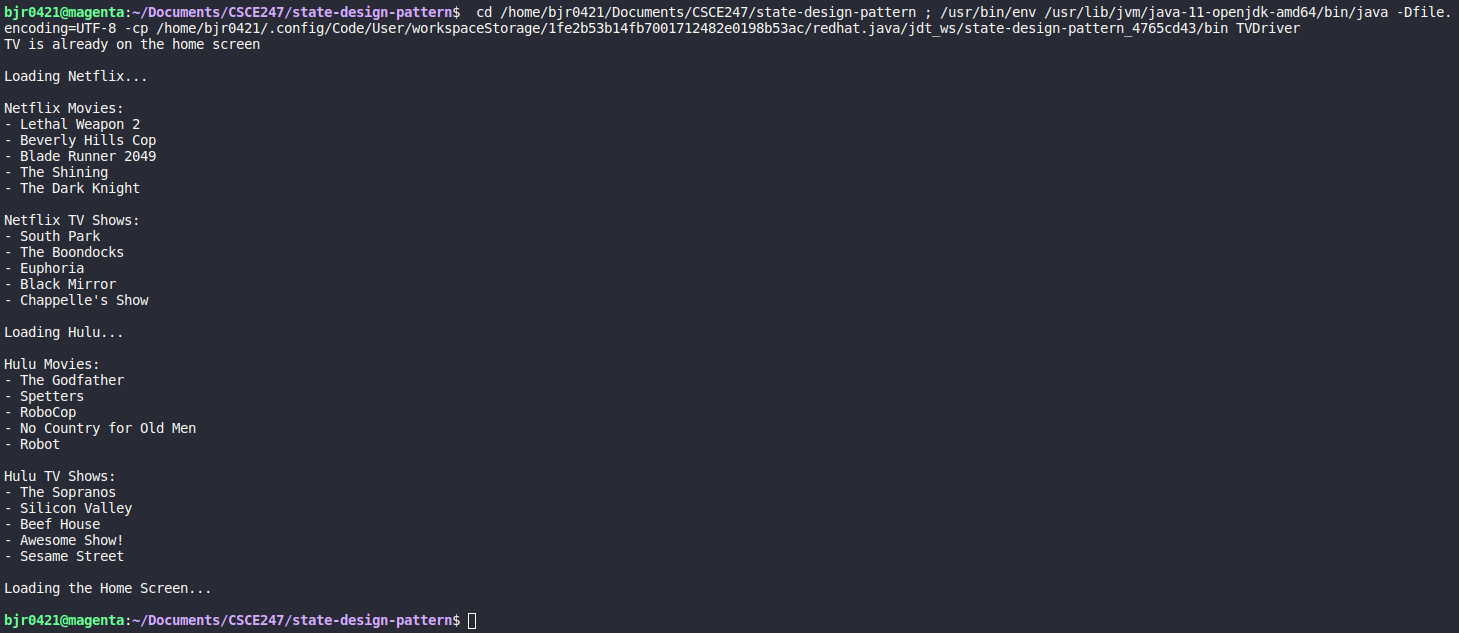 bjr0421@magenta:~/Documents/CSCE247/state-design-pattern$  cd /home/bjr0421/Documents/CSCE247/state-design-pattern ; /usr/bin/env /usr/lib/jvm/java-11-openjdk-amd64/bin/java -Dfile.
encoding=UTF-8 -cp /home/bjr0421/.config/Code/User/workspaceStorage/1fe2b53b14fb7001712482e0198b53ac/redhat.java/jdt_ws/state-design-pattern_4765cd43/bin TVDriver
TV is already on the home screen

Loading Netflix...

Netflix Movies:
- Lethal Weapon 2
- Beverly Hills Cop
- Blade Runner 2049
- The Shining
- The Dark Knight

Netflix TV Shows:
- South Park
- The Boondocks
- Euphoria
- Black Mirror
- Chappelle's Show

Loading Hulu...

Hulu Movies:
- The Godfather
- Spetters
- RoboCop
- No Country for Old Men
- Robot

Hulu TV Shows:
- The Sopranos
- Silicon Valley
- Beef House
- Awesome Show!
- Sesame Street

Loading the Home Screen...

bjr0421@magenta:~/Documents/CSCE247/state-design-pattern$